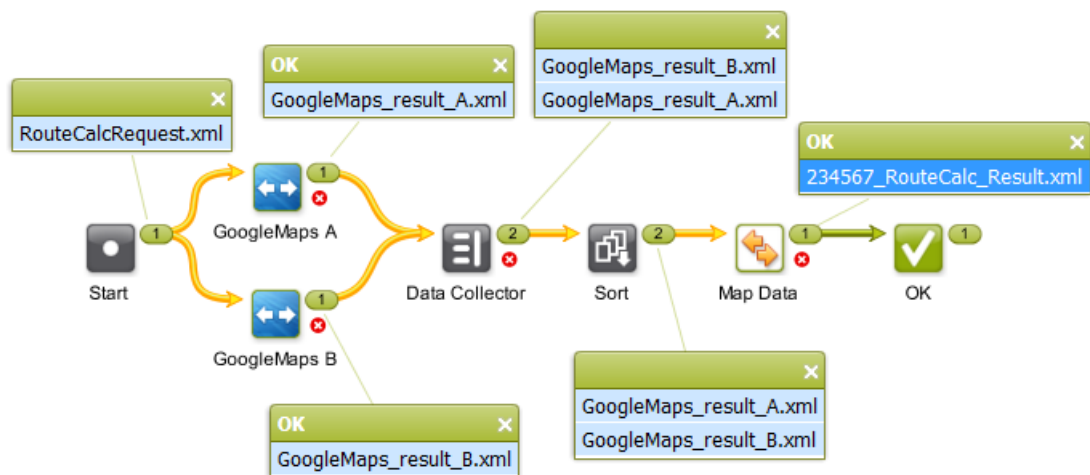 GoogleMaps_result_B.xml
GoogleMaps_result_A.xml
OK
GoogleMaps_result_A.xml
RouteCalcRequest.xml
OK
234567_RouteCalc_Result.xml
1
GoogleMaps A
1
Start
2
Data Collector
2
Sort
1
Map Data
1
OK
1
GoogleMaps B
GoogleMaps_result_A.xml
GoogleMaps_result_B.xml
OK
GoogleMaps_result_B.xml